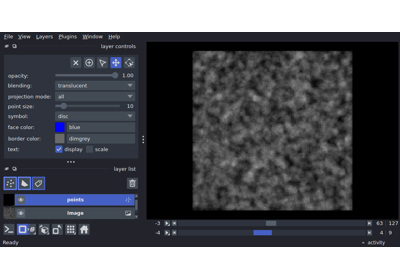 File View Layers Plugins Window Help
layer controls
opacity: 1.00
blending: translucent
projection mode: all
point size: 10
symbol: disc
face color: blue
border color: dimgrey
text: display scale
layer list
points
Image
-3 63 127
-4 4 9
Ready activity